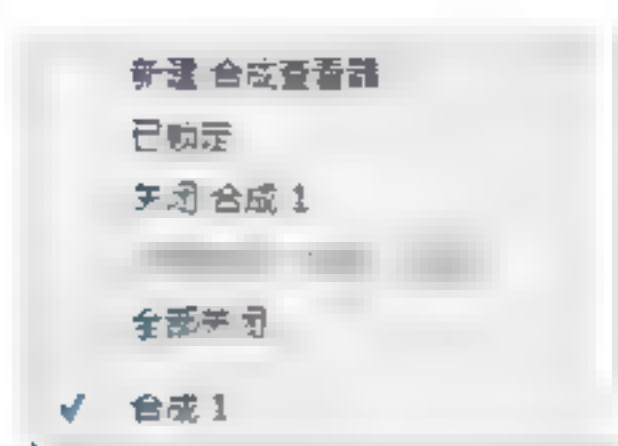 新建 合成查看器
已锁定
关闭 合成 1
全部关闭
合成 1